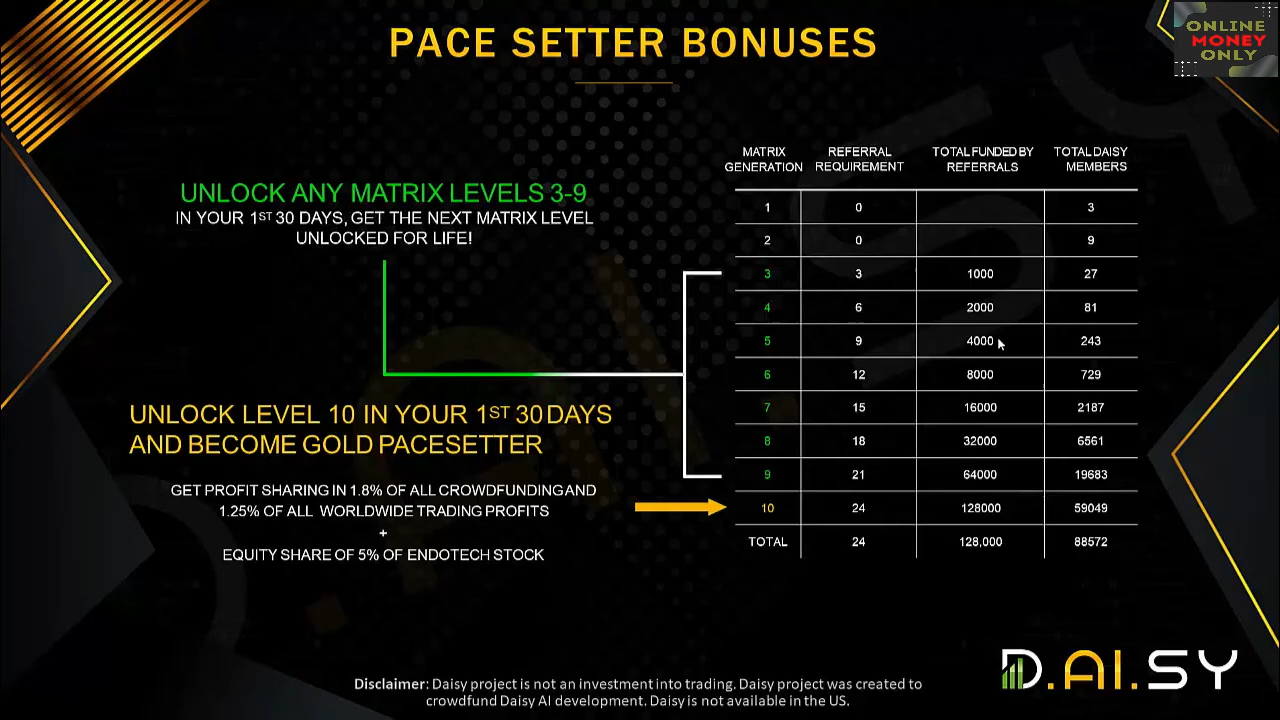 PACE SETTER BONUSES
ONLINE
MONEY
ONLY
UNLOCK ANY MATRIX LEVELS 3-9
IN YOUR 1ST 30 DAYS, GET THE NEXT MATRIX LEVEL
UNLOCKED FOR LIFE!
UNLOCK LEVEL 10 IN YOUR 1ST 30 DAYS
AND BECOME GOLD PACESETTER
GET PROFIT SHARING IN 1.8% OF ALL CROWDFUNDING AND
1.25% OF ALL WORLDWIDE TRADING PROFITS
+
EQUITY SHARE OF 5% OF ENDOTECH STOCK
MATRIX GENERATION REFERRAL REQUIREMENT TOTAL FUNDED BY REFERRALS TOTAL DAISY MEMBERS
1 0 3
2 0 9
3 3 1000 27
4 6 2000 81
5 9 4000 243
6 12 8000 729
7 15 16000 2187
8 18 32000 6561
9 21 64000 19683
10 24 128000 59049
TOTAL 24 128,000 88572
D.AI.SY
Disclaimer: Daisy project is not an investment into trading. Daisy project was created to
crowdfund Daisy AI development. Daisy is not available in the US.